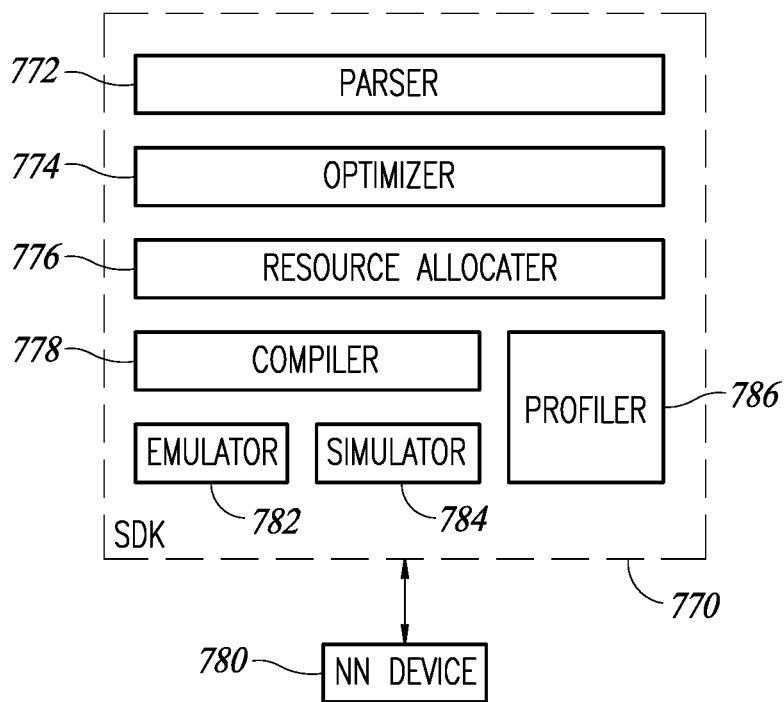 772
PARSER
774
OPTIMIZER
776
RESOURCE ALLOCATER
778
COMPILER
PROFILER
786
EMULATOR
SIMULATOR
782
784
SDK
770
780
NN DEVICE